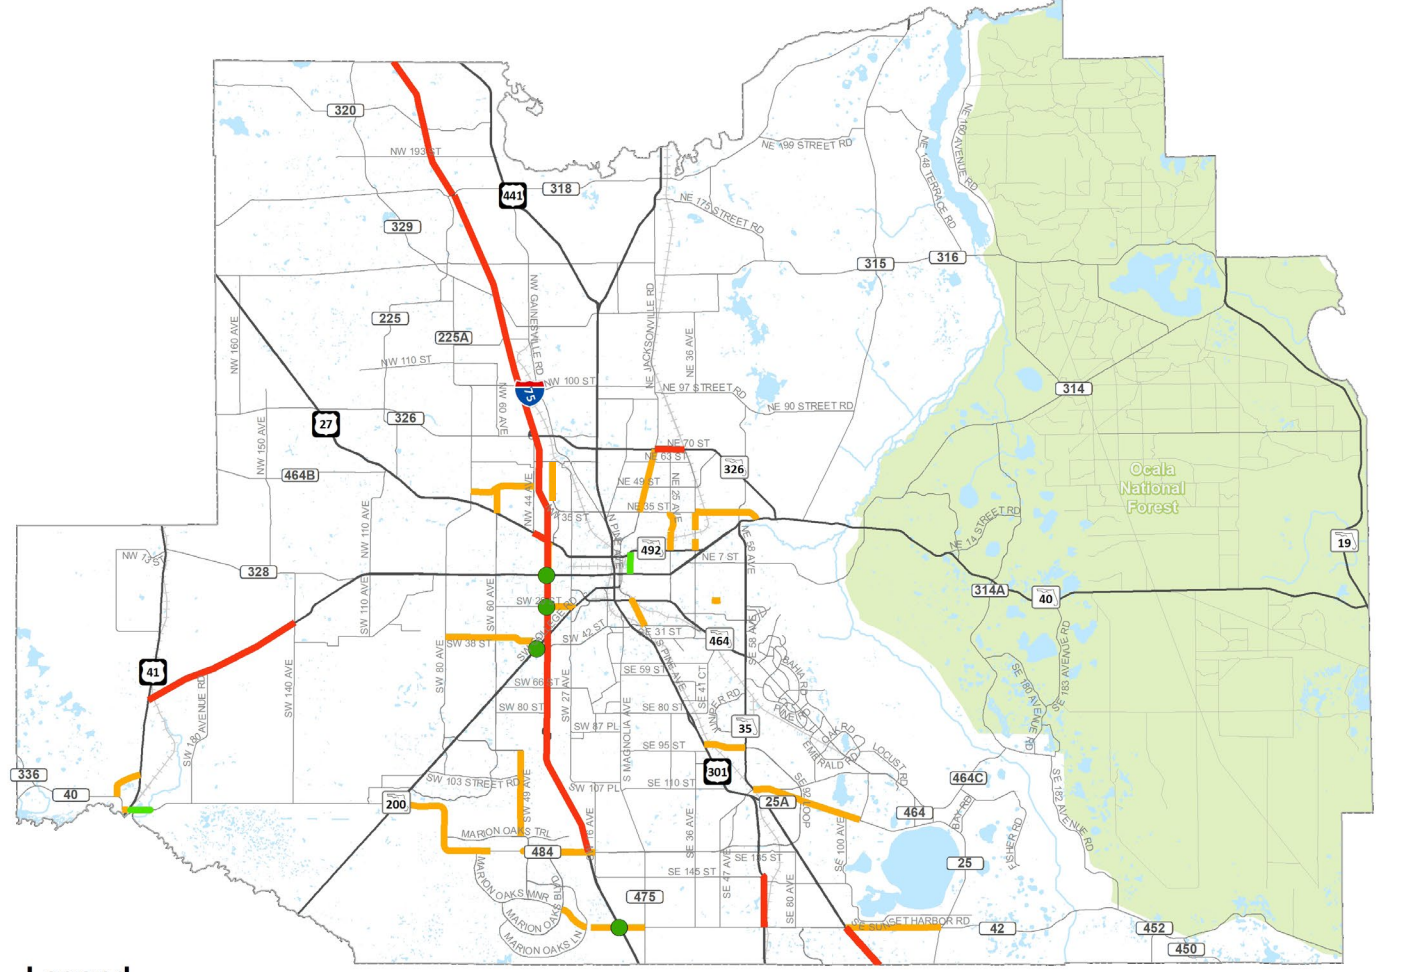 320
NW 193 ST
441
318
329
NE 175 STREET RD
NE 199 STREET RD
NE 148 TERRACE RD
NE 160 AVENUE RD
315
316
NW GAINESVILLE RD
NE JACKSONVILLE RD
NE 36 AVE
225
225A
NW 160 AVE
NW 110 ST
75
NW 100 ST
NE 97 STREET RD
NE 90 STREET RD
314
NW 60 AVE
326
27
NW 150 AVE
NE 70 ST
NE 63 ST
326
464B
NE 49 ST
NE 25 AVE
Ocala
National
Forest
NW 44 AVE
NW 35 ST
NE 35 ST
NW 110 AVE
NE 14 STREET RD
19
492
NE 7 ST
NE 58 AVE
328
314A
40
SW 110 AVE
SW 60 AVE
SW 38 ST
SW 42 ST
SE 31 ST
464
SE 58 AVE
41
SW 80 AVE
SW 140 AVE
SE 59 ST
SW 66 ST
SW 27 AVE
S PINE AVE
SE 41 CT
BAHIA RD
SE 183 AVENUE RD
SE 180 AVENUE RD
SW 80 ST
SE 80 ST
SW 87 PL
S MAGNOLIA AVE
35
OAK RD
EMERALD RD
LOCUST RD
SE 95 ST
301
336
40
200
SW 103 STREET RD
SW 49 AVE
SW 107 PL
SE 110 ST
25A
464C
464
BAY RD
SE 182 AVENUE RD
MARION OAKS TRL
484
SE 36 AVE
SE 135 ST
SE 100 AVE
FISHER RD
25
SE 145 ST
SE 47 AVE
SE 80 AVE
475
MARION OAKS MNR
MARION OAKS BLVD
MARION OAKS LN
SE SUNSET HARBOR RD
42
452
450